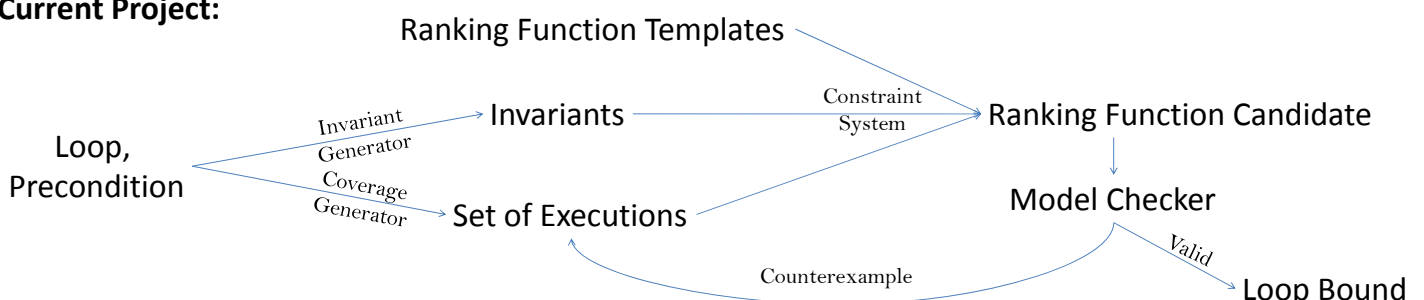 Current Project:
Ranking Function Templates
Invariant
Generator
Invariants
Constraint
System
Ranking Function Candidate
Loop,
Precondition
Coverage
Generator
Set of Executions
Model Checker
Valid
Counterexample
Loop Bound